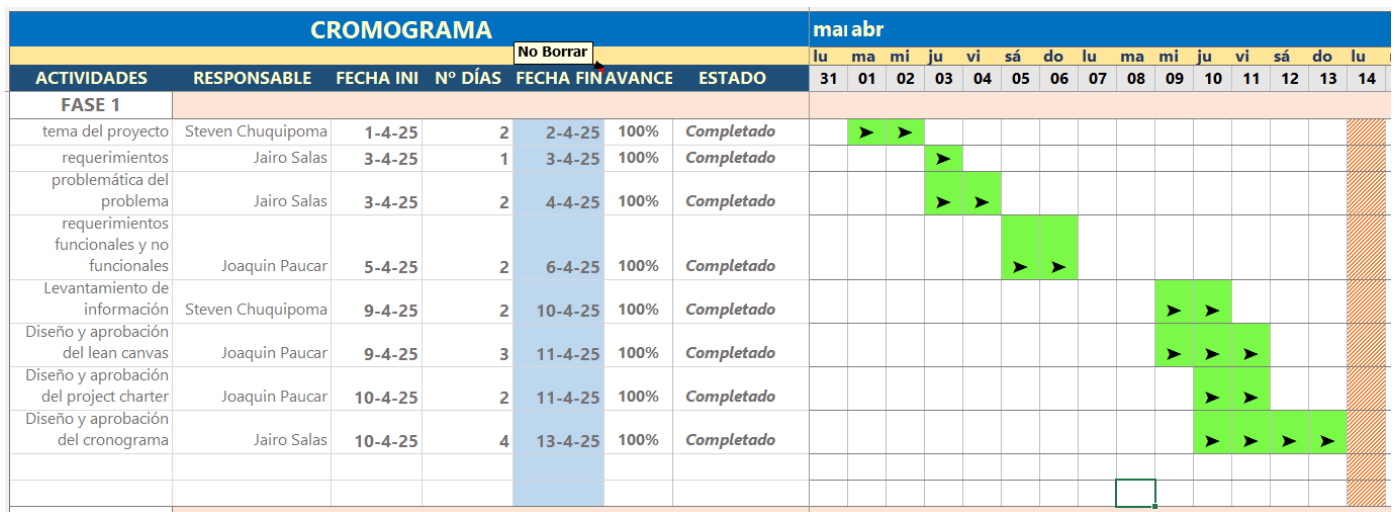 CROMOGRAMA
mar abr
No Borrar
lu ma mi ju vi sá do lu ma mi ju vi sá do lu
ACTIVIDADES RESPONSABLE FECHA INI Nº DÍAS FECHA FIN AVANCE ESTADO 31 01 02 03 04 05 06 07 08 09 10 11 12 13 14
FASE 1
tema del proyecto Steven Chuquipoma 1-4-25 2 2-4-25 100% Completado
requerimientos Jairo Salas 3-4-25 1 3-4-25 100% Completado
problemática del
problema Jairo Salas 3-4-25 2 4-4-25 100% Completado
requerimientos
funcionales y no
funcionales Joaquin Paucar 5-4-25 2 6-4-25 100% Completado
Levantamiento de
información Steven Chuquipoma 9-4-25 2 10-4-25 100% Completado
Diseño y aprobación
del lean canvas Joaquin Paucar 9-4-25 3 11-4-25 100% Completado
Diseño y aprobación
del project charter Joaquin Paucar 10-4-25 2 11-4-25 100% Completado
Diseño y aprobación
del cronograma Jairo Salas 10-4-25 4 13-4-25 100% Completado